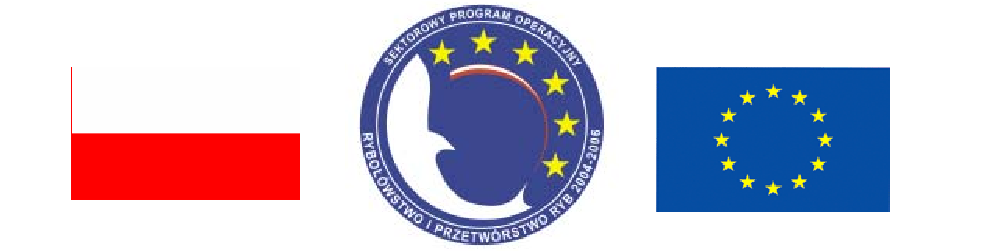 SEKTOROWY PROGRAM OPERACYJNY
RYBOŁÓWSTWO I PRZETWÓRSTWO RYB 2004-2006